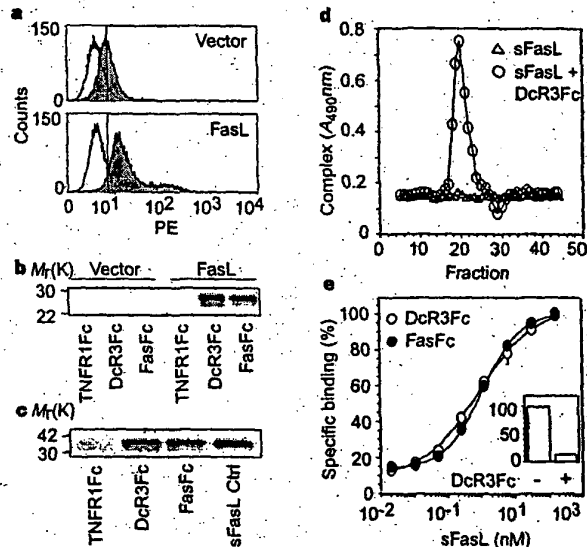 a
150
Vector
Counts
0
150
FasL
0
0 10¹ 10² 10³ 10⁴
PE
b Mr(K) Vector FasL
30
22
TNFR1Fc
DcR3Fc
FasFc
TNFR1Fc
DcR3Fc
FasFc
c Mr(K)
42
30
TNFR1Fc
DcR3Fc
FasFc
sFasL Ctrl
d
0.8
0.6
0.4
0.2
0
Complex (A490nm)
△ sFasL
○ sFasL +
DcR3Fc
0 10 20 30 40 50
Fraction
e
100
80
60
40
20
0
Specific binding (%)
○ DcR3Fc
● FasFc
100
50
0
DcR3Fc - +
10⁻² 10⁻¹ 10¹ 10³
sFasL (nM)